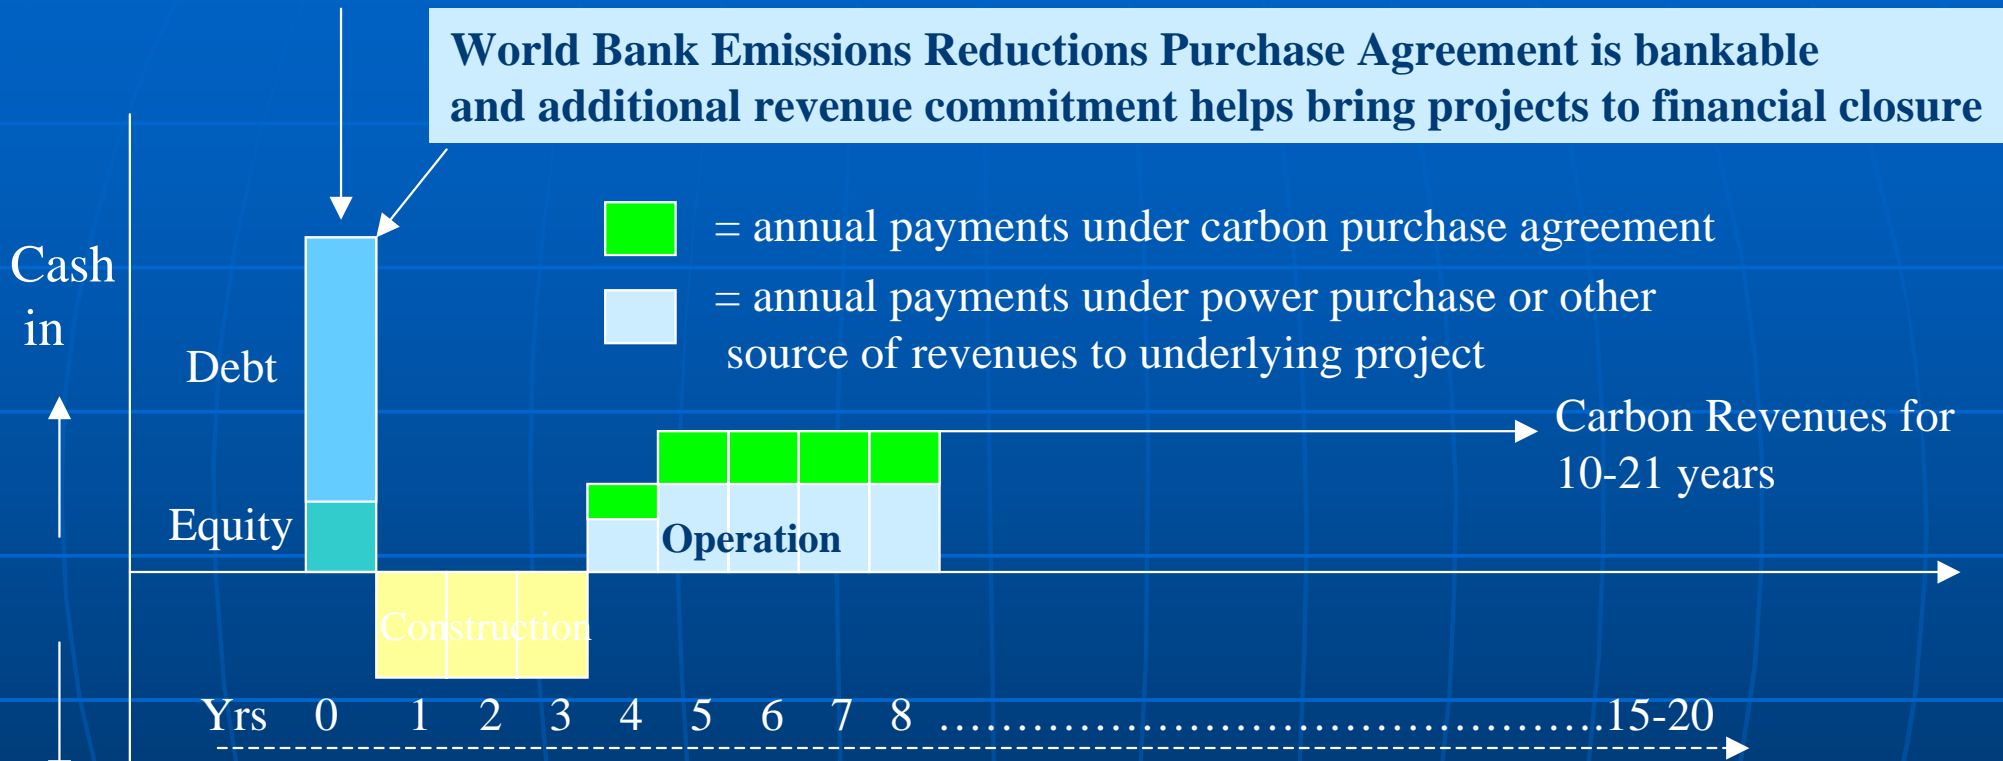 World Bank Emissions Reductions Purchase Agreement is bankable
and additional revenue commitment helps bring projects to financial closure
= annual payments under carbon purchase agreement
Cash
in
= annual payments under power purchase or other
source of revenues to underlying project
Debt
Carbon Revenues for
10-21 years
Equity
Operation
Construction
Yrs 0 1 2 3 4 5 6 7 8 ……………………………………15-20